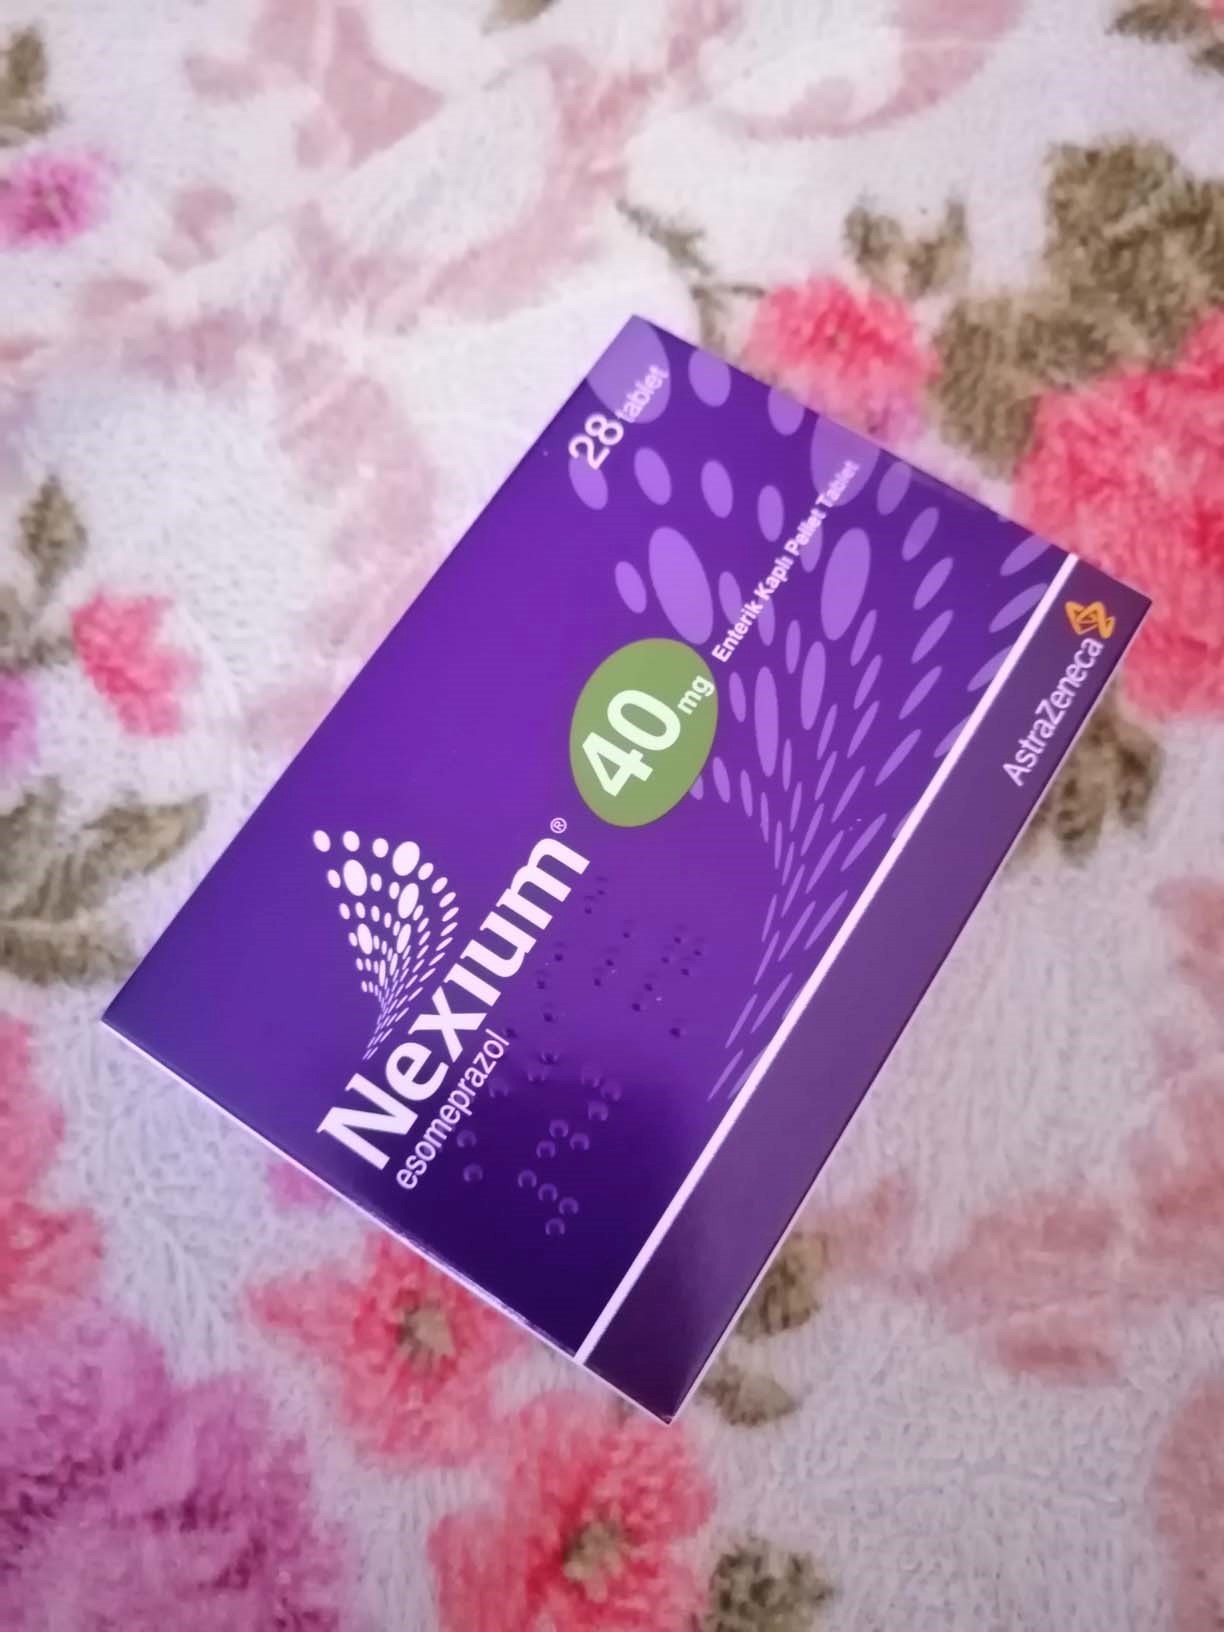 28 tablet
Nexium®
esomeprazol
40 mg
Enterik Kaplı Pellet Tablet
AstraZeneca